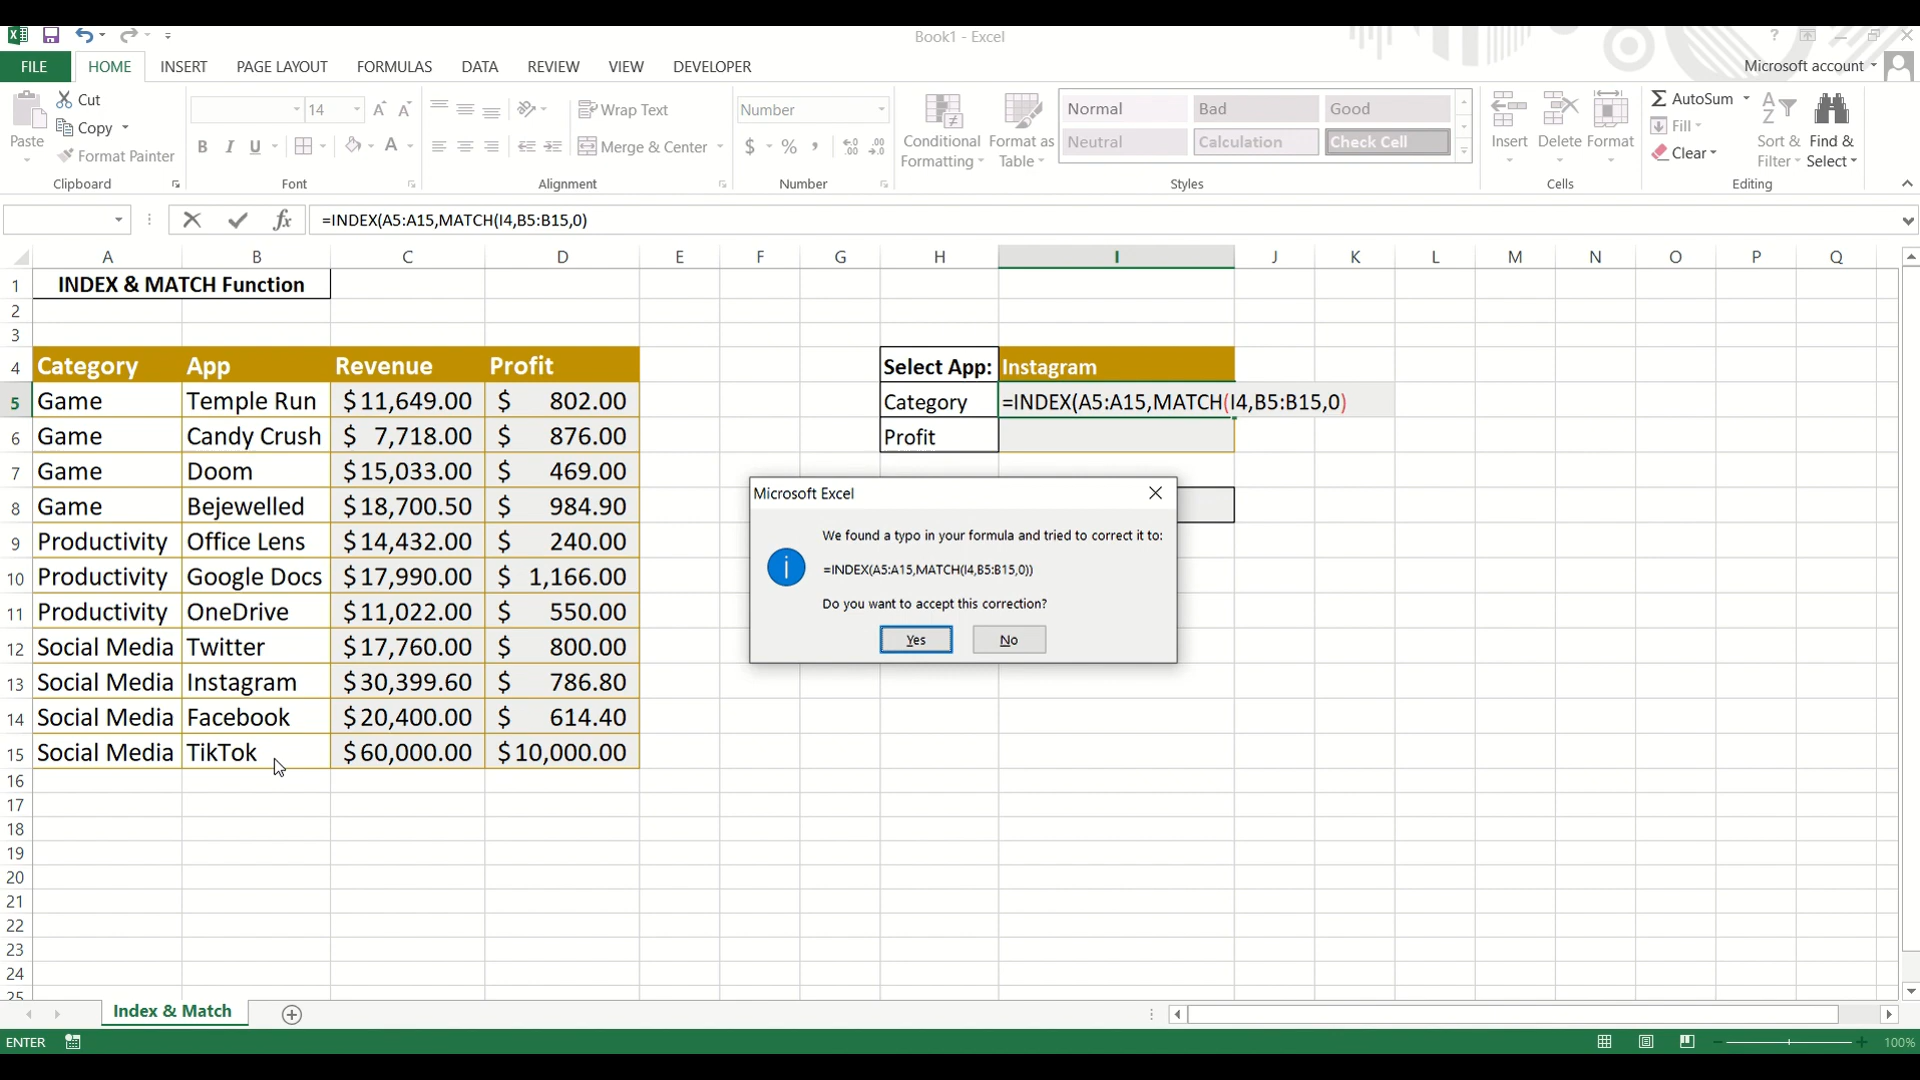 Book1 - Excel
?
Microsoft account
FILE HOME INSERT PAGE LAYOUT FORMULAS DATA REVIEW VIEW DEVELOPER
Paste
Cut
Copy
Format Painter
Clipboard
14
B I U
Font
Wrap Text
Merge & Center
Alignment
Number
$ % ,
Number
Conditional Formatting
Format as Table
Normal Bad Good
Neutral Calculation Check Cell
Styles
Insert Delete Format
Cells
AutoSum
Fill
Clear
Sort & Filter
Find & Select
Editing
fx =INDEX(A5:A15,MATCH(I4,B5:B15,0)
A B C D E F G H I J K L M N O P Q
1 INDEX & MATCH Function
2
3
4 Category App Revenue Profit Select App: Instagram
5 Game Temple Run $11,649.00 $ 802.00 Category =INDEX(A5:A15,MATCH(I4,B5:B15,0)
6 Game Candy Crush $ 7,718.00 $ 876.00 Profit
7 Game Doom $15,033.00 $ 469.00
8 Game Bejewelled $18,700.50 $ 984.90
9 Productivity Office Lens $14,432.00 $ 240.00
10 Productivity Google Docs $17,990.00 $ 1,166.00
11 Productivity OneDrive $11,022.00 $ 550.00
12 Social Media Twitter $17,760.00 $ 800.00
13 Social Media Instagram $30,399.60 $ 786.80
14 Social Media Facebook $20,400.00 $ 614.40
15 Social Media TikTok $60,000.00 $10,000.00
16
17
18
19
20
21
22
23
24
25
Microsoft Excel
We found a typo in your formula and tried to correct it to:
=INDEX(A5:A15,MATCH(I4,B5:B15,0))
Do you want to accept this correction?
Yes No
Index & Match
ENTER
100%